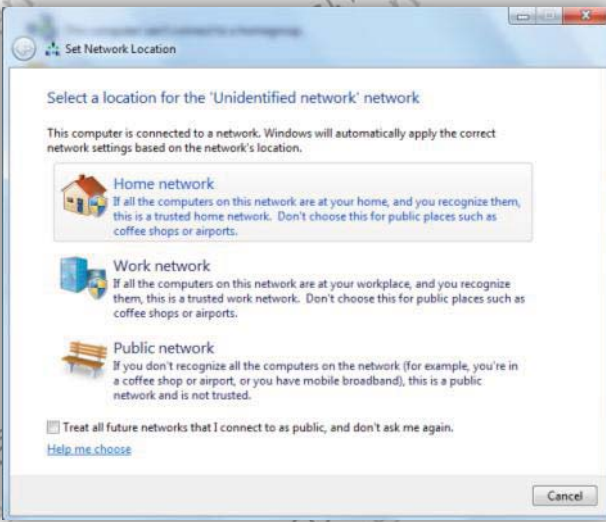 Set Network Location
Select a location for the 'Unidentified network' network
This computer is connected to a network. Windows will automatically apply the correct
network settings based on the network's location.
Home network
If all the computers on this network are at your home, and you recognize them,
this is a trusted home network. Don't choose this for public places such as
coffee shops or airports.
Work network
If all the computers on this network are at your workplace, and you recognize
them, this is a trusted work network. Don't choose this for public places such as
coffee shops or airports.
Public network
If you don't recognize all the computers on the network (for example, you're in
a coffee shop or airport, or you have mobile broadband), this is a public
network and is not trusted.
Treat all future networks that I connect to as public, and don't ask me again.
Help me choose
Cancel